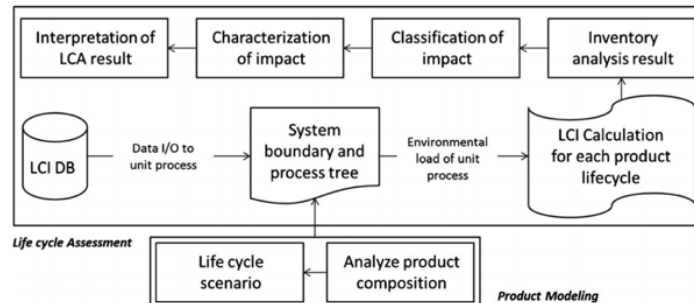 Interpretation of
LCA result
Characterization
of impact
Classification of
impact
Inventory
analysis result
LCI DB
Data I/O to
unit process
System
boundary and
process tree
Environmental
load of unit
process
LCI Calculation
for each product
lifecycle
Life cycle Assessment
Life cycle
scenario
Analyze product
composition
Product Modeling